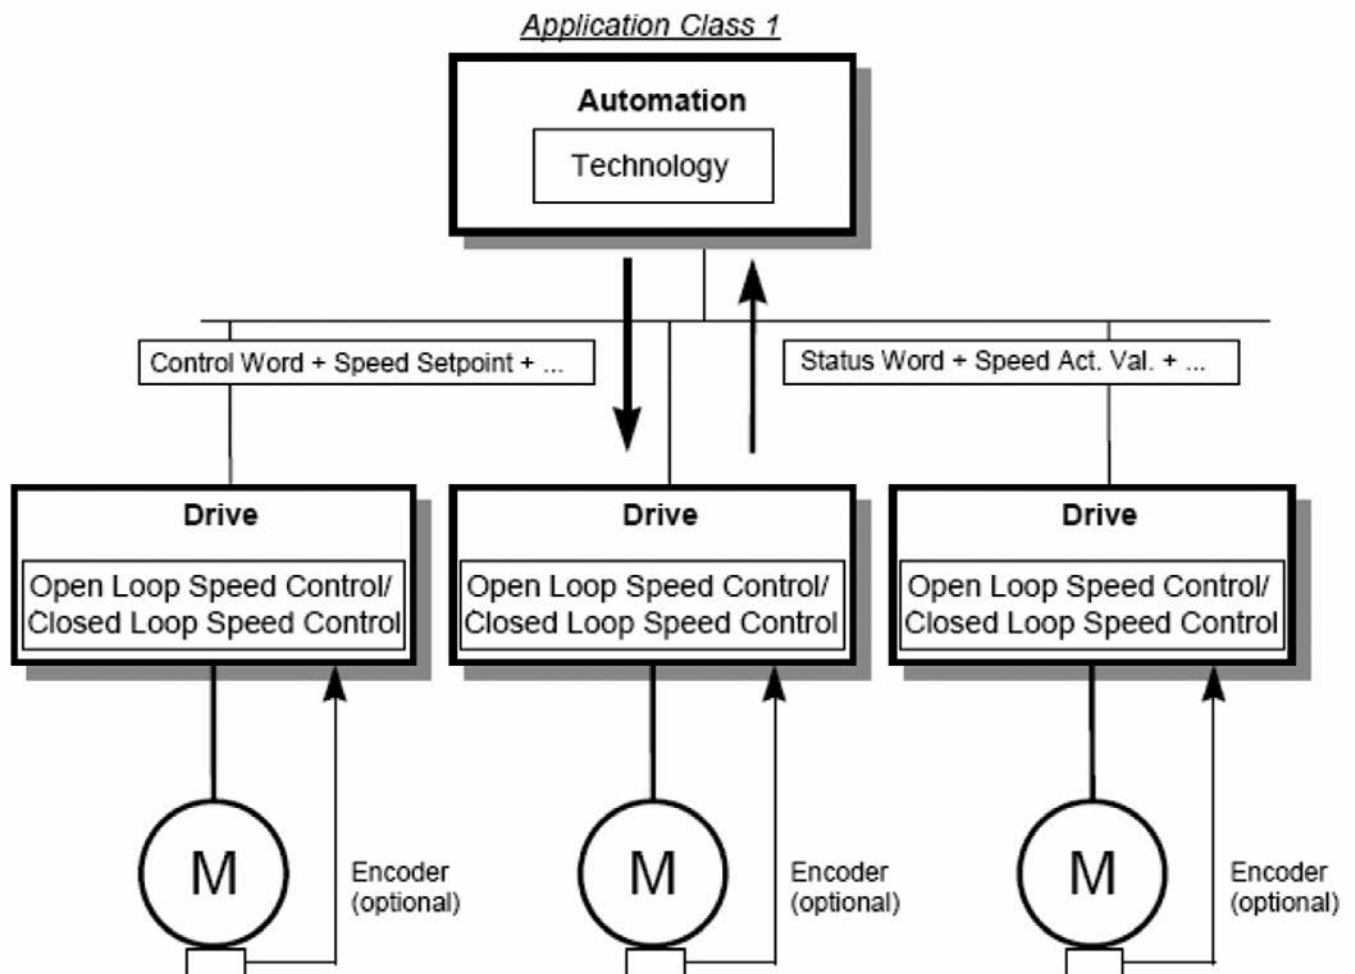 Application Class 1
Automation
Technology
Control Word + Speed Setpoint + ...
Status Word + Speed Act. Val. + ...
Drive
Open Loop Speed Control/
Closed Loop Speed Control
Drive
Open Loop Speed Control/
Closed Loop Speed Control
Drive
Open Loop Speed Control/
Closed Loop Speed Control
M
Encoder
(optional)
M
Encoder
(optional)
M
Encoder
(optional)